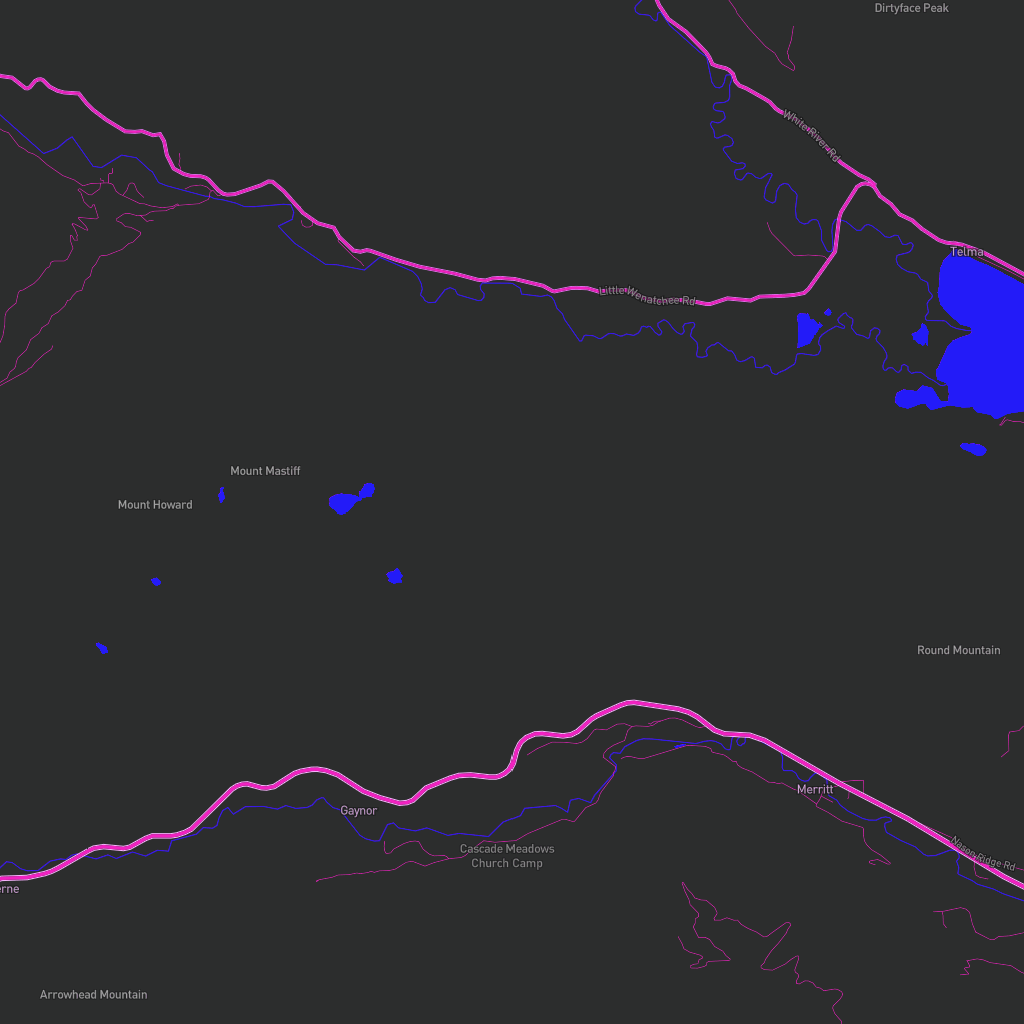 Dirtyface Peak
White River Rd
Telma
Little Wenatchee Rd
Mount Mastiff
Mount Howard
Round Mountain
Merritt
Gaynor
Cascade Meadows
Church Camp
Nason Ridge Rd
erne
Arrowhead Mountain